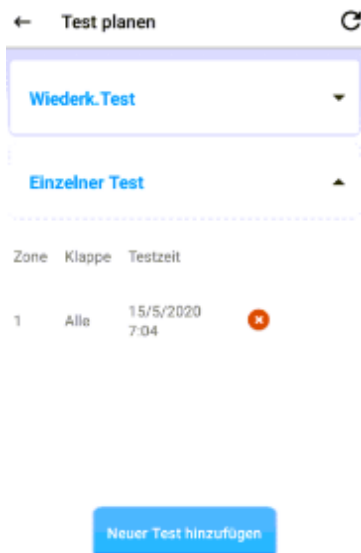 Test planen
Wiederk.Test
Einzelner Test
Zone Klappe Testzeit
1 Alle 15/5/2020
7:04
Neuer Test hinzufügen